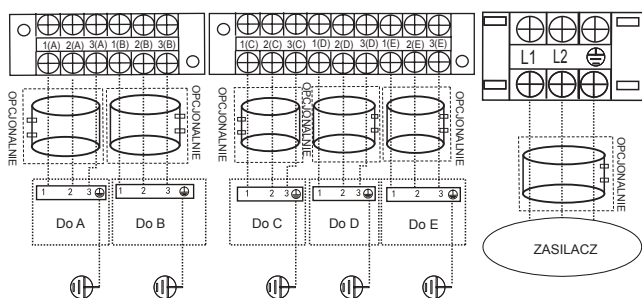 1(A) 2(A) 3(A) 1(B) 2(B) 3(B)
1(C) 2(C) 3(C) 1(D) 2(D) 3(D) 1(E) 2(E) 3(E)
L1 L2
OPCJONALNIE
OPCJONALNIE
OPCJONALNIE
OPCJONALNIE
OPCJONALNIE
OPCJONALNIE
1 2 3
1 2 3
1 2 3
1 2 3
1 2 3
Do A
Do B
Do C
Do D
Do E
ZASILACZ